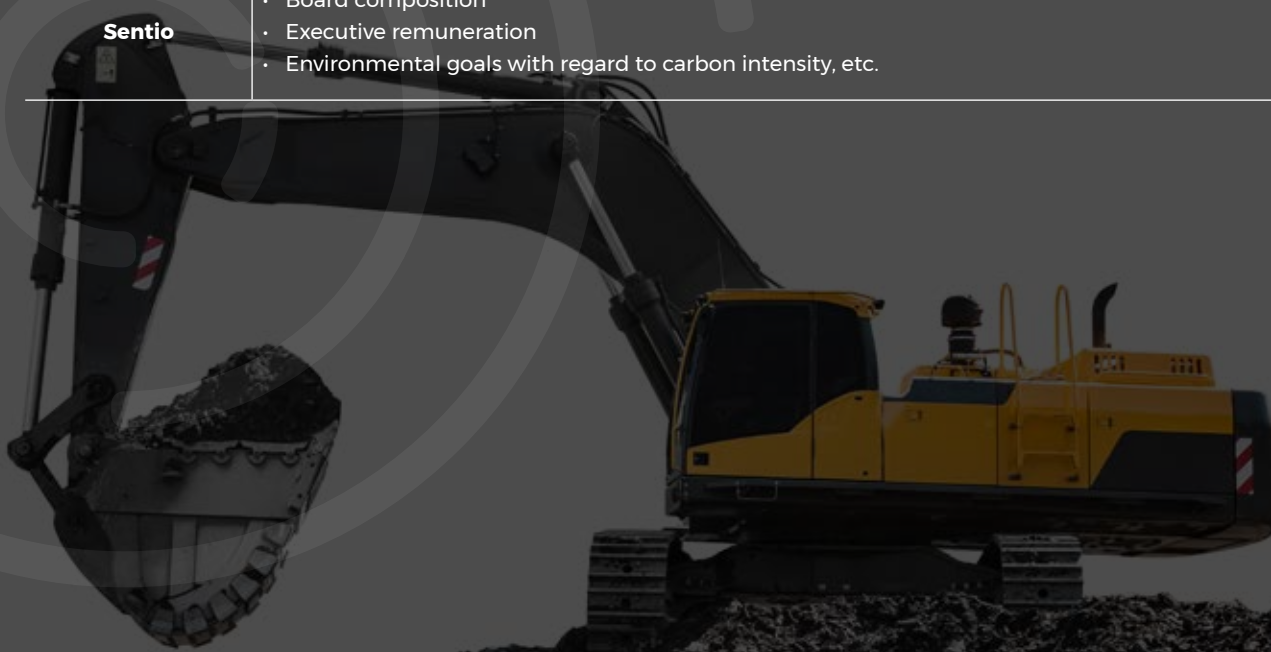 • Board composition
Sentio
• Executive remuneration
• Environmental goals with regard to carbon intensity, etc.